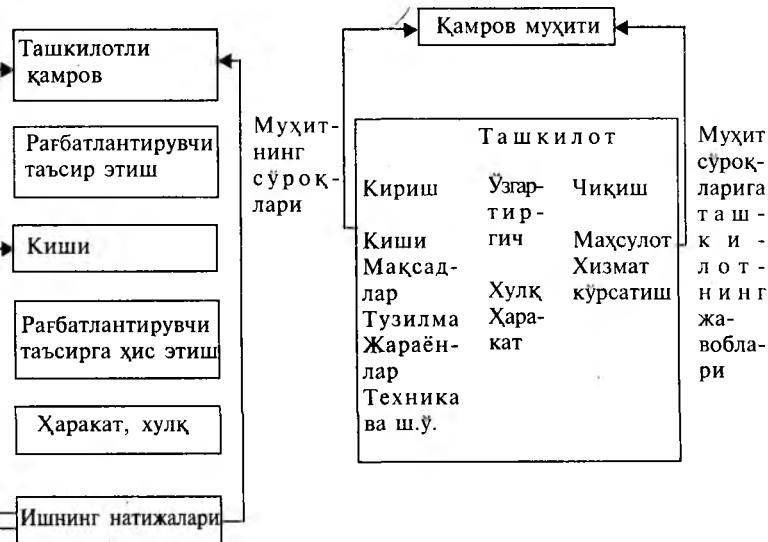 Ташкилотли
қамров
Рағбатлантирувчи
таъсир этиш
Киши
Рағбатлантирувчи
таъсирга ҳис этиш
Ҳаракат, хулқ
Ишнинг натижалари
Қамров муҳити
Муҳит-
нинг
сўроқ-
лари
Ташкилот
Кириш
Киши
Мақсад-
лар
Тузилма
Жараён-
лар
Техника
ва ш.ў.
Ўзгар-
тир-
гич
Хулқ
Ҳара-
кат
Чиқиш
Маҳсулот
Хизмат
кўрсатиш
Муҳит
сўроқ-
ларига
таш-
ки-
лот-
нинг
жа-
вобла-
ри